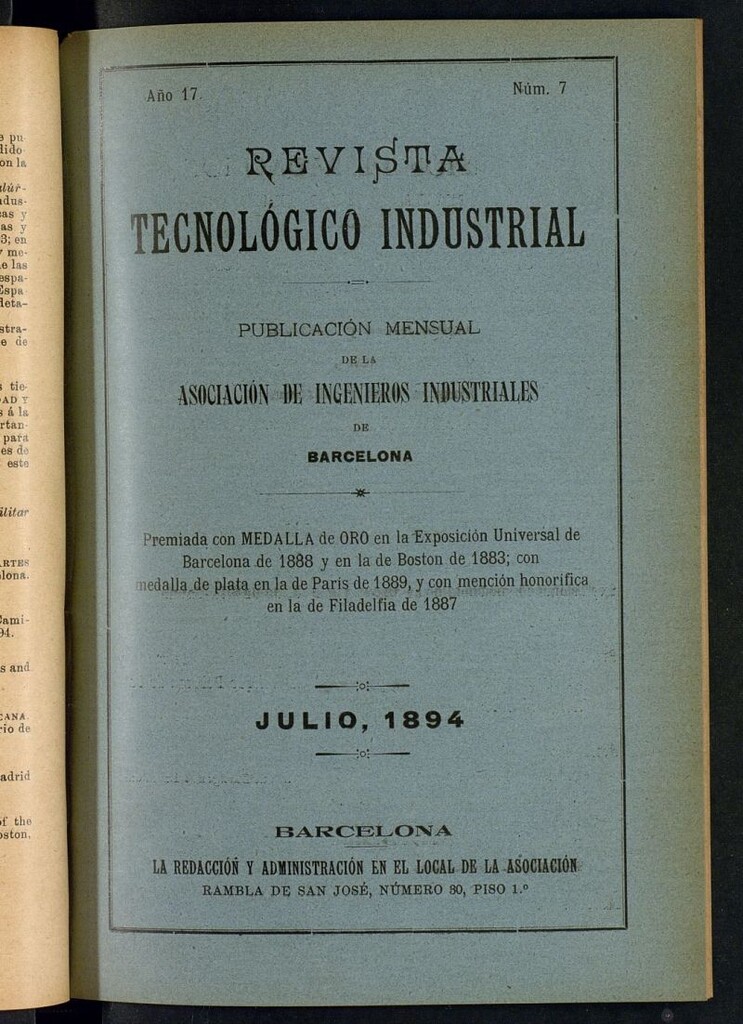 Año 17
Núm. 7
REVISTA
TECNOLÓGICO INDUSTRIAL
PUBLICACIÓN MENSUAL
DE LA
ASOCIACIÓN DE INGENIEROS INDUSTRIALES
DE
BARCELONA
Premiada con MEDALLA de ORO en la Exposición Universal de
Barcelona de 1888 y en la de Boston de 1883; con
medalla de plata en la de París de 1889, y con mención honorífica
en la de Filadelfia de 1887
JULIO, 1894
BARCELONA
LA REDACCIÓN Y ADMINISTRACIÓN EN EL LOCAL DE LA ASOCIACIÓN
RAMBLA DE SAN JOSÉ, NÚMERO 30, PISO 1.º